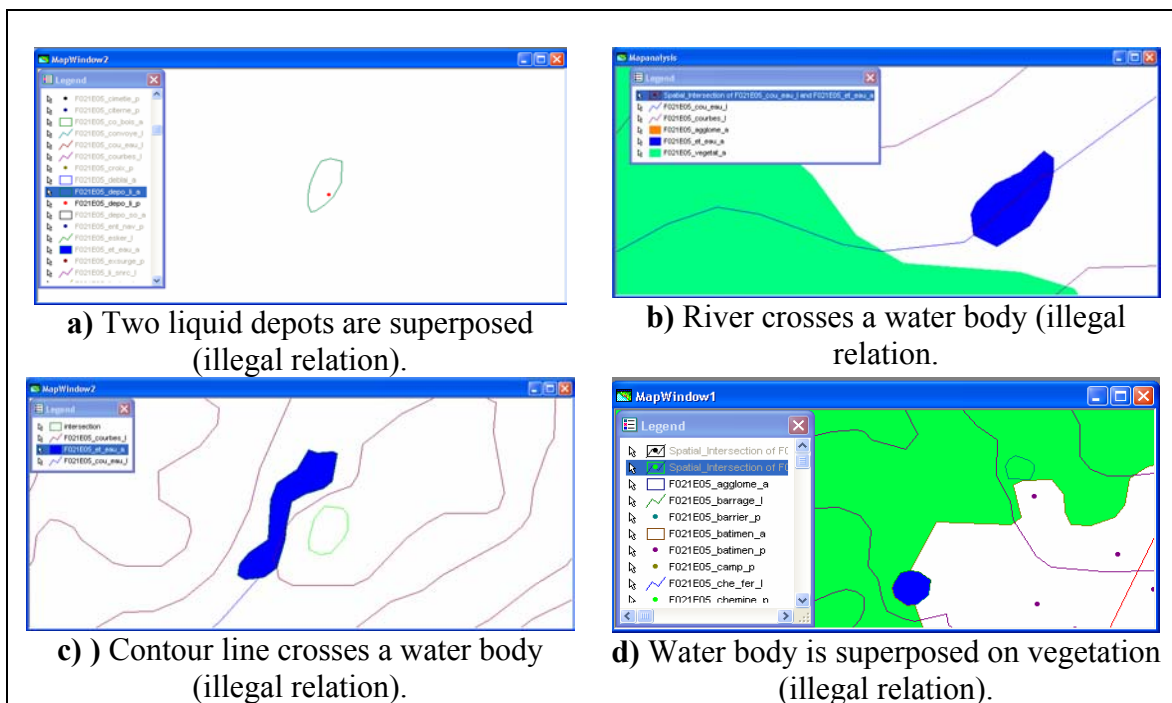 MapWindow2
Legend
F021E05_cimetie_p
F021E05_citerne_p
F021E05_co_bois_a
F021E05_convoye_l
F021E05_cou_eau_l
F021E05_courbes_l
F021E05_croix_p
F021E05_deblai_a
F021E05_depo_li_a
F021E05_depo_li_p
F021E05_depo_so_a
F021E05_ent_nav_p
F021E05_esker_l
F021E05_et_eau_a
F021E05_exsurge_p
a) Two liquid depots are superposed
(illegal relation).
Mapanalysis
Legend
Spatial_Intersection of F021E05_cou_eau_l and F021E05_et_eau_a
F021E05_cou_eau_l
F021E05_courbes_l
F021E05_agglome_a
F021E05_et_eau_a
F021E05_vegetat_a
b) River crosses a water body (illegal
relation.
MapWindow2
Legend
intersection
F021E05_courbes_l
F021E05_et_eau_a
F021E05_cou_eau_l
c) ) Contour line crosses a water body
(illegal relation).
MapWindow1
Legend
Spatial_Intersection of F0
Spatial_Intersection of F0
F021E05_agglome_a
F021E05_barrage_l
F021E05_barrier_p
F021E05_batimen_a
F021E05_batimen_p
F021E05_camp_p
F021E05_che_fer_l
F021E05_chemine_p
d) Water body is superposed on vegetation
(illegal relation).